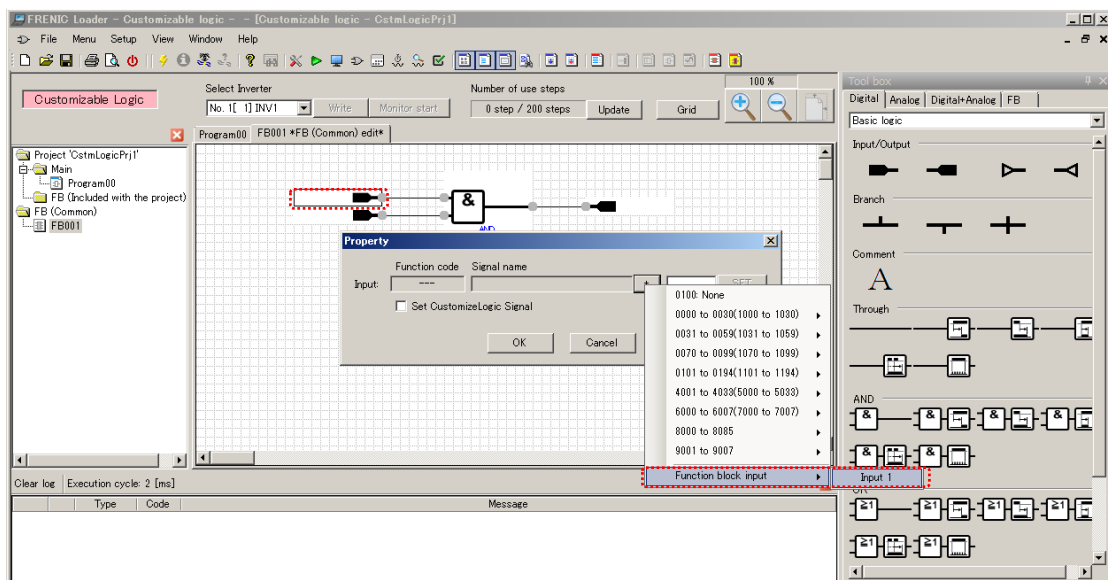 FRENIC Loader - Customizable logic - - [Customizable logic - CstmLogicPrj1]
File Menu Setup View Window Help
Customizable Logic
Select Inverter
No. 1[ 1] INV1
Write
Monitor start
Number of use steps
0 step / 200 steps
Update
Grid
100 %
Program00
FB001 *FB (Common) edit*
Project 'CstmLogicPrj1'
Main
Program00
FB (Included with the project)
FB (Common)
FB001
&
AND
Property
Function code Signal name
Input: ---
SET
Set CustomizeLogic Signal
OK
Cancel
0100: None
0000 to 0030(1000 to 1030)
0031 to 0059(1031 to 1059)
0070 to 0099(1070 to 1099)
0101 to 0194(1101 to 1194)
4001 to 4033(5000 to 5033)
6000 to 6007(7000 to 7007)
8000 to 8085
9001 to 9007
Function block input
Input 1
Tool box
Digital Analog Digital+Analog FB
Basic logic
Input/Output
Branch
Comment
A
Through
AND
& & & &
& &
OR
≧1 ≧1 ≧1 ≧1
≧1 ≧1
Clear log Execution cycle: 2 [ms]
Type Code Message